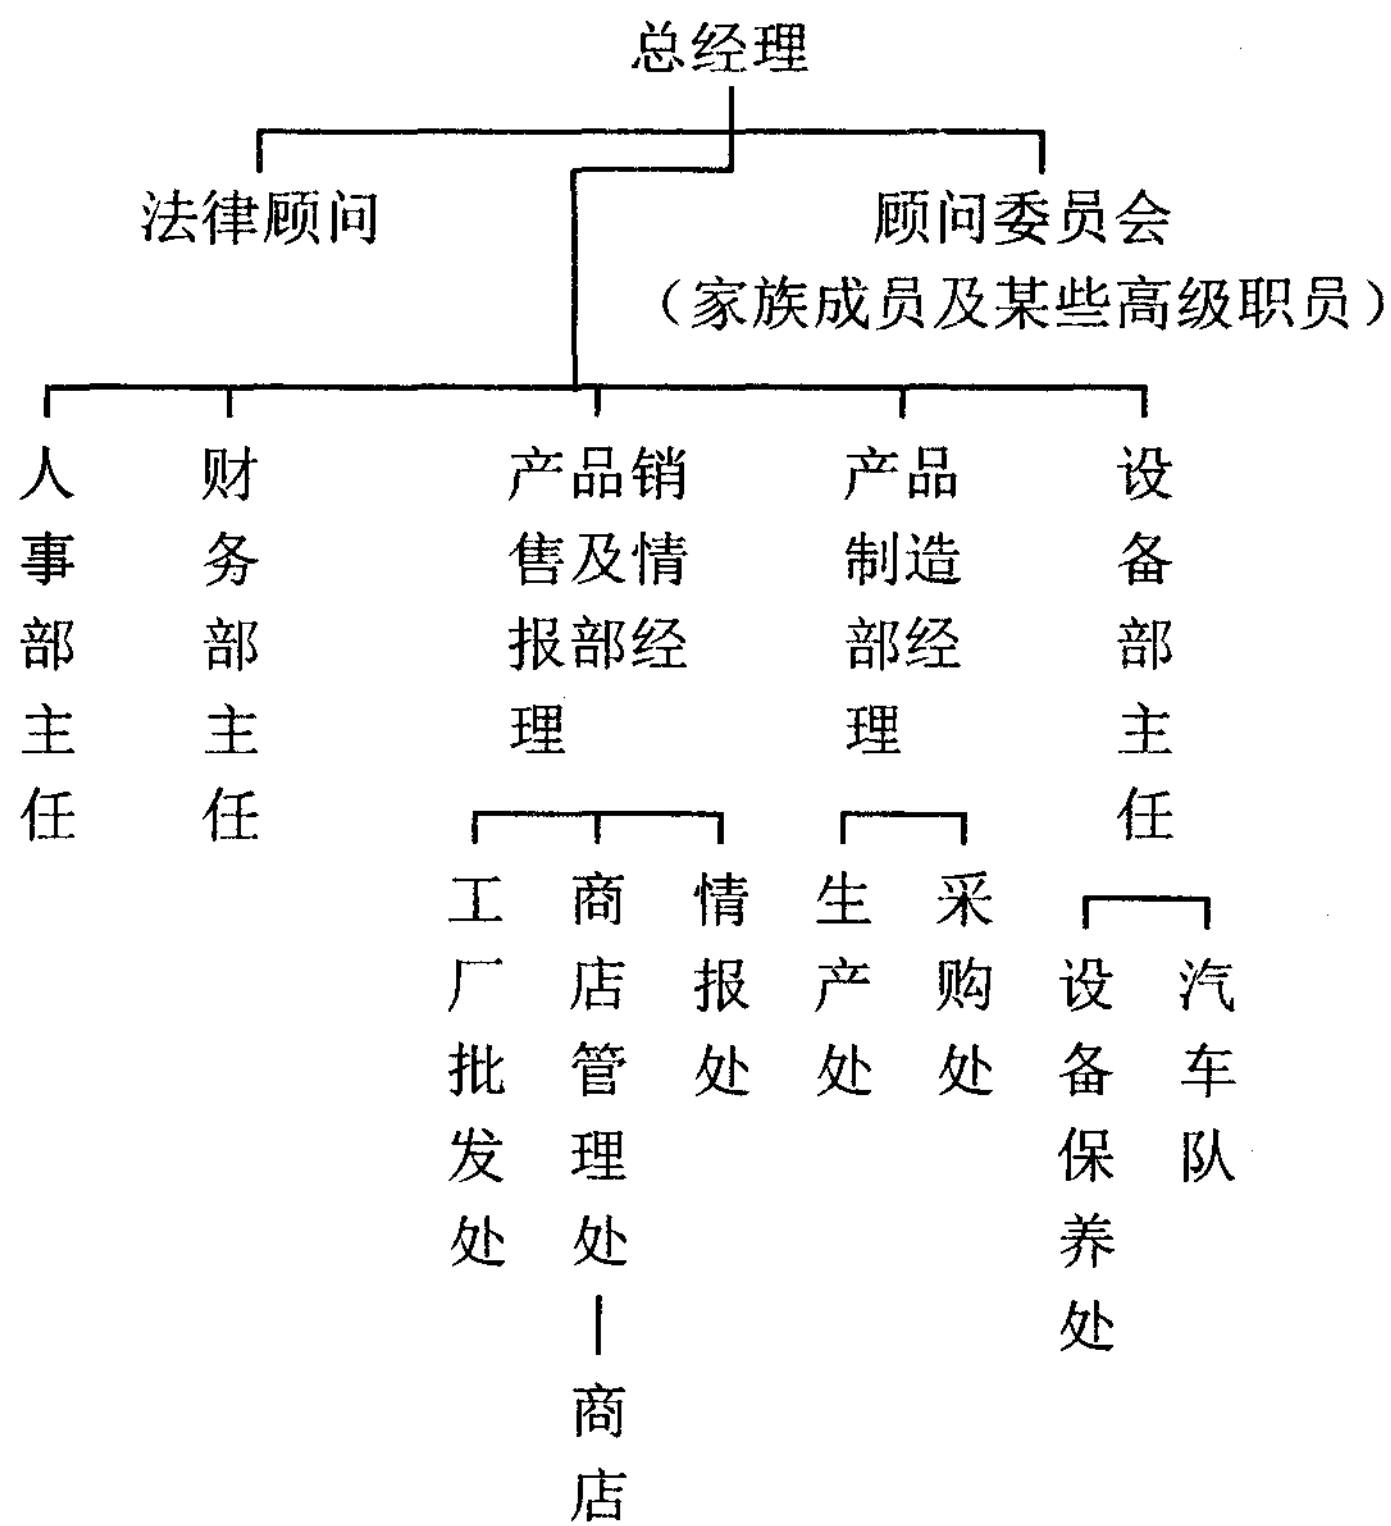 总经理
法律顾问
顾问委员会
（家族成员及某些高级职员）
人事部主任
财务部主任
产品销
售及情
报部经
理
产品
制造
部经
理
设备部主任
工厂批发处
商店管理处
情报处
生产处
采购处
设备保养处
汽车队
商店